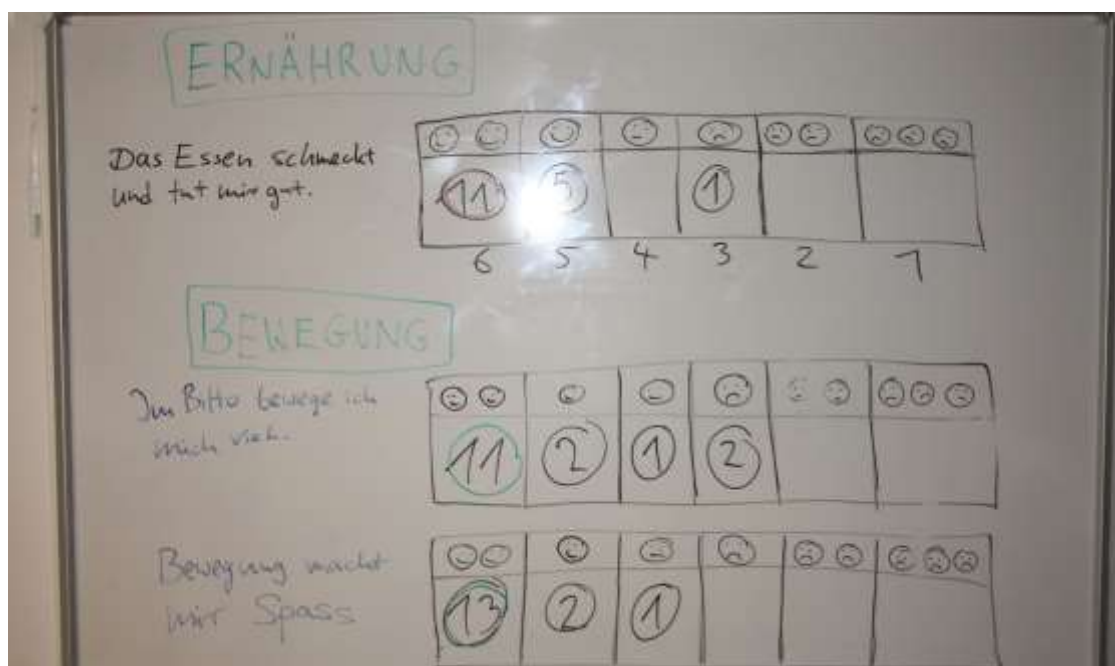 ERNÄHRUNG
Das Essen schmeckt
und tut mir gut.
11 5 1
6 5 4 3 2 1
BEWEGUNG
Im Bitto bewege ich
mich viel.
11 2 1 2
Bewegung macht
mir Spass
13 2 1